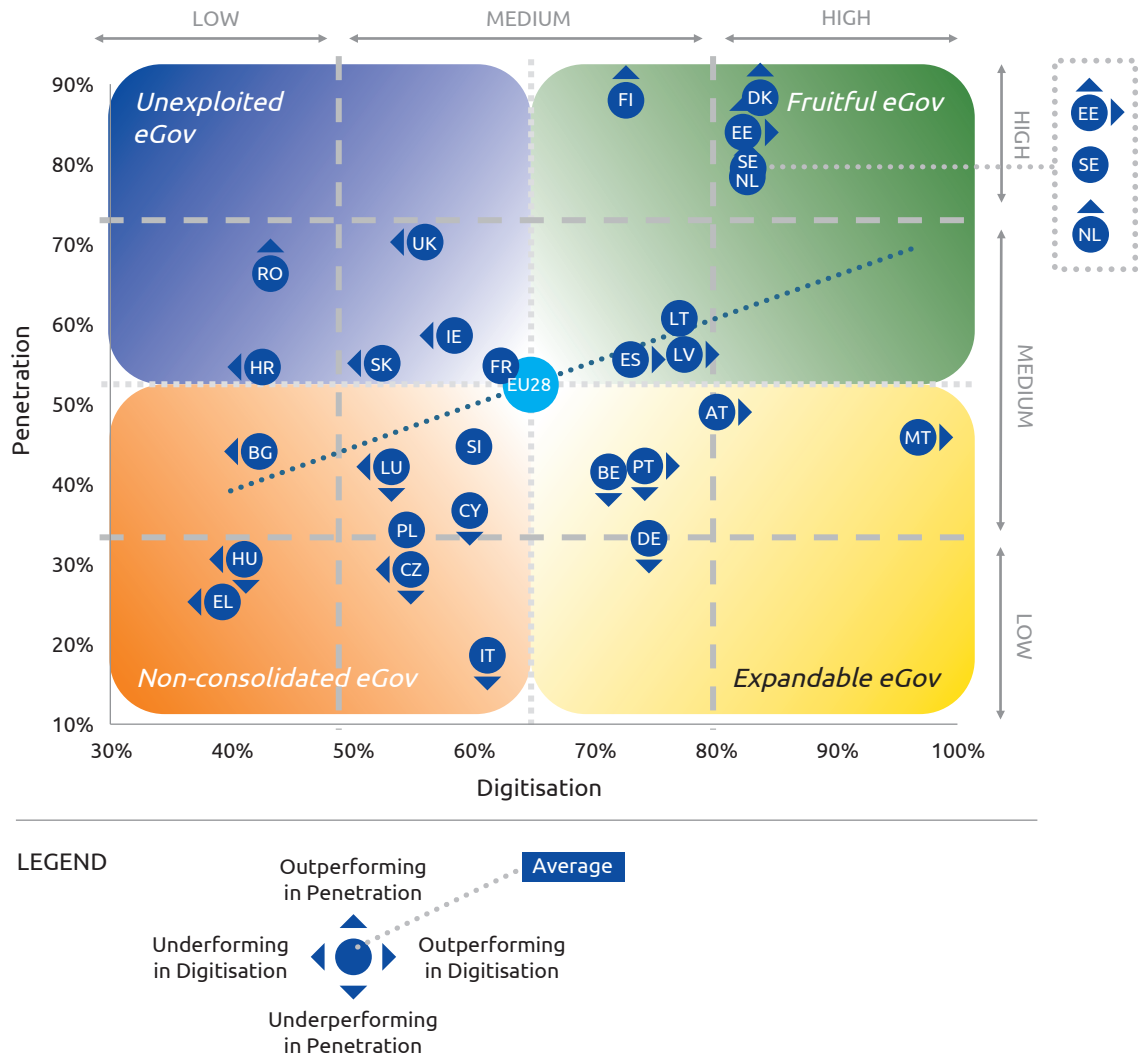 LOW
MEDIUM
HIGH
90%
80%
70%
60%
50%
40%
30%
20%
10%
Penetration
Unexploited
eGov
Fruitful eGov
Non-consolidated eGov
Expandable eGov
FI
DK
EE
SE
NL
UK
RO
IE
LT
HR
SK
FR
ES
LV
EU28
AT
MT
BG
LU
SI
BE
PT
CY
PL
DE
HU
CZ
EL
IT
HIGH
MEDIUM
LOW
EE
SE
NL
30%
40%
50%
60%
70%
80%
90%
100%
Digitisation
LEGEND
Outperforming
in Penetration
Average
Underforming
in Digitisation
Outperforming
in Digitisation
Underperforming
in Penetration